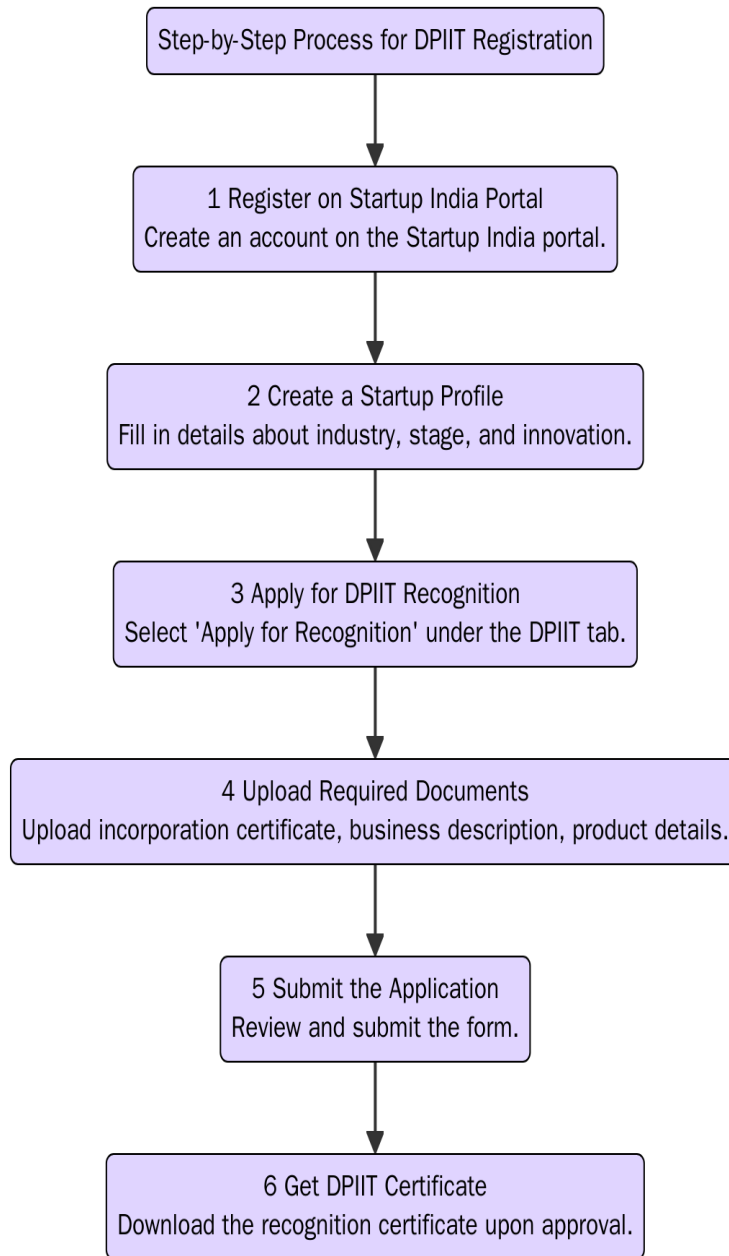 Step-by-Step Process for DPIIT Registration
1 Register on Startup India Portal
Create an account on the Startup India portal.
2 Create a Startup Profile
Fill in details about industry, stage, and innovation.
3 Apply for DPIIT Recognition
Select 'Apply for Recognition' under the DPIIT tab.
4 Upload Required Documents
Upload incorporation certificate, business description, product details.
5 Submit the Application
Review and submit the form.
6 Get DPIIT Certificate
Download the recognition certificate upon approval.